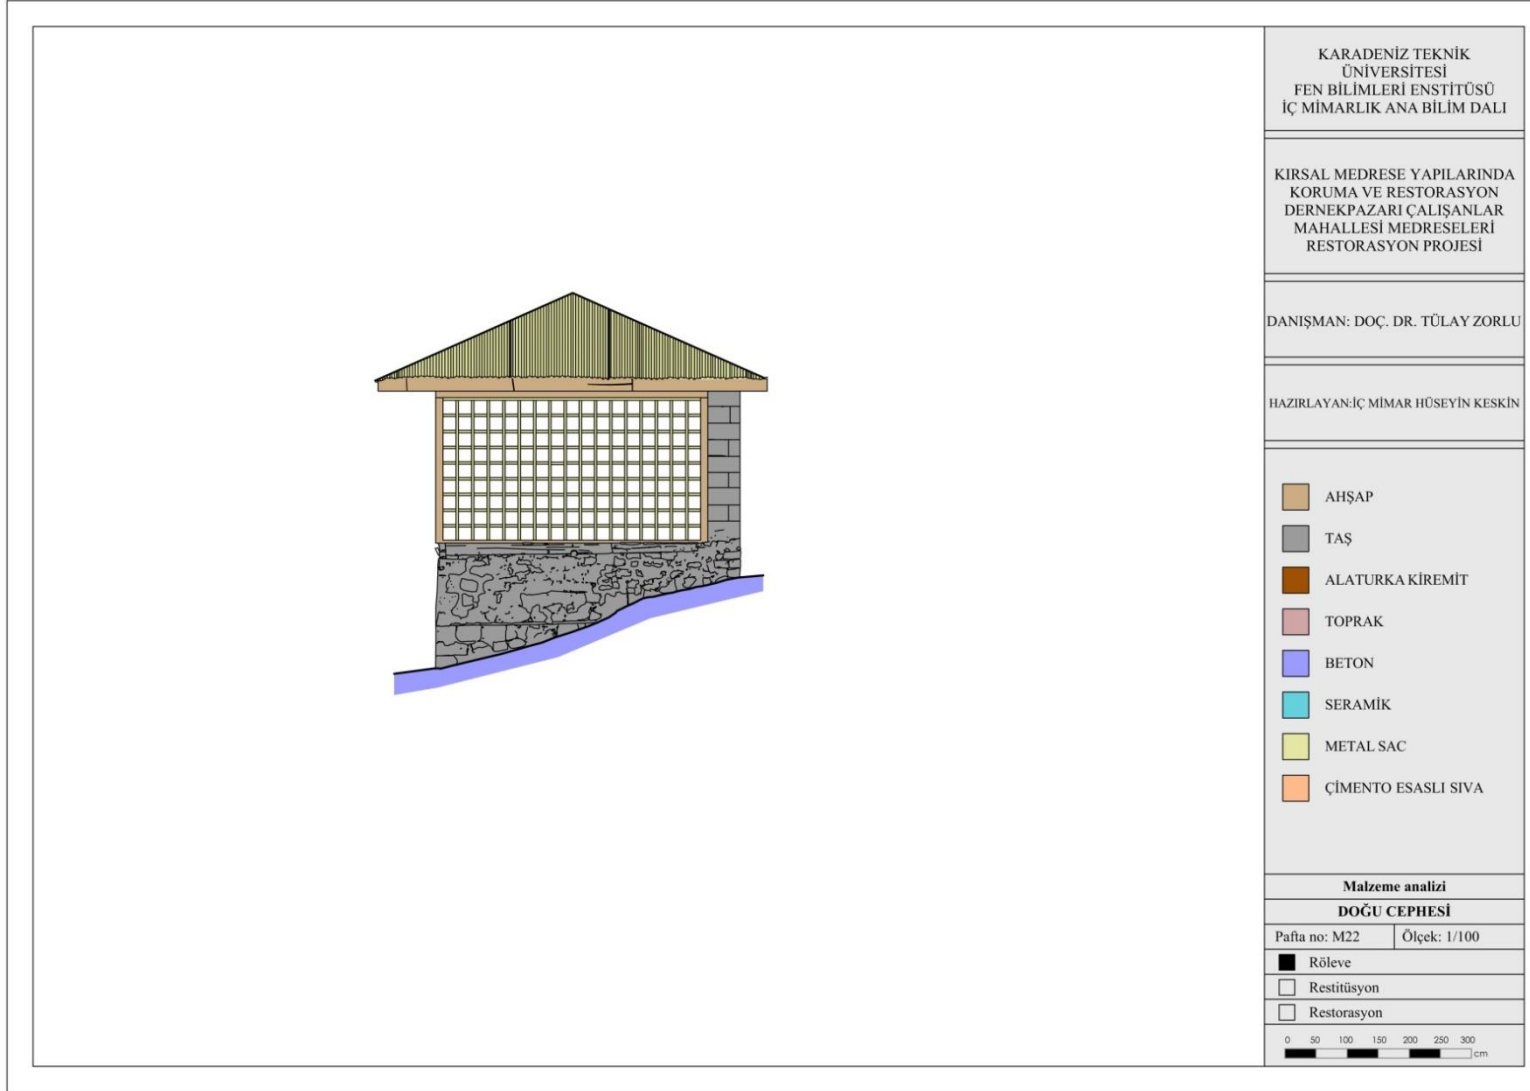 KARADENİZ TEKNİK
ÜNİVERSİTESİ
FEN BİLİMLERİ ENSTİTÜSÜ
İÇ MİMARLIK ANA BİLİM DALI
KIRSAL MEDRESE YAPILARINDA
KORUMA VE RESTORASYON
DERNEKPAZARI ÇALIŞANLAR
MAHALLESİ MEDRESELERİ
RESTORASYON PROJESİ
DANIŞMAN: DOÇ. DR. TÜLAY ZORLU
HAZIRLAYAN:İÇ MİMAR HÜSEYİN KESKİN
AHŞAP
TAŞ
ALATURKA KİREMİT
TOPRAK
BETON
SERAMİK
METAL SAC
ÇİMENTO ESASLI SIVA
Malzeme analizi
DOĞU CEPHESİ
Pafta no: M22 Ölçek: 1/100
Röleve
Restitüsyon
Restorasyon
0 50 100 150 200 250 300
cm